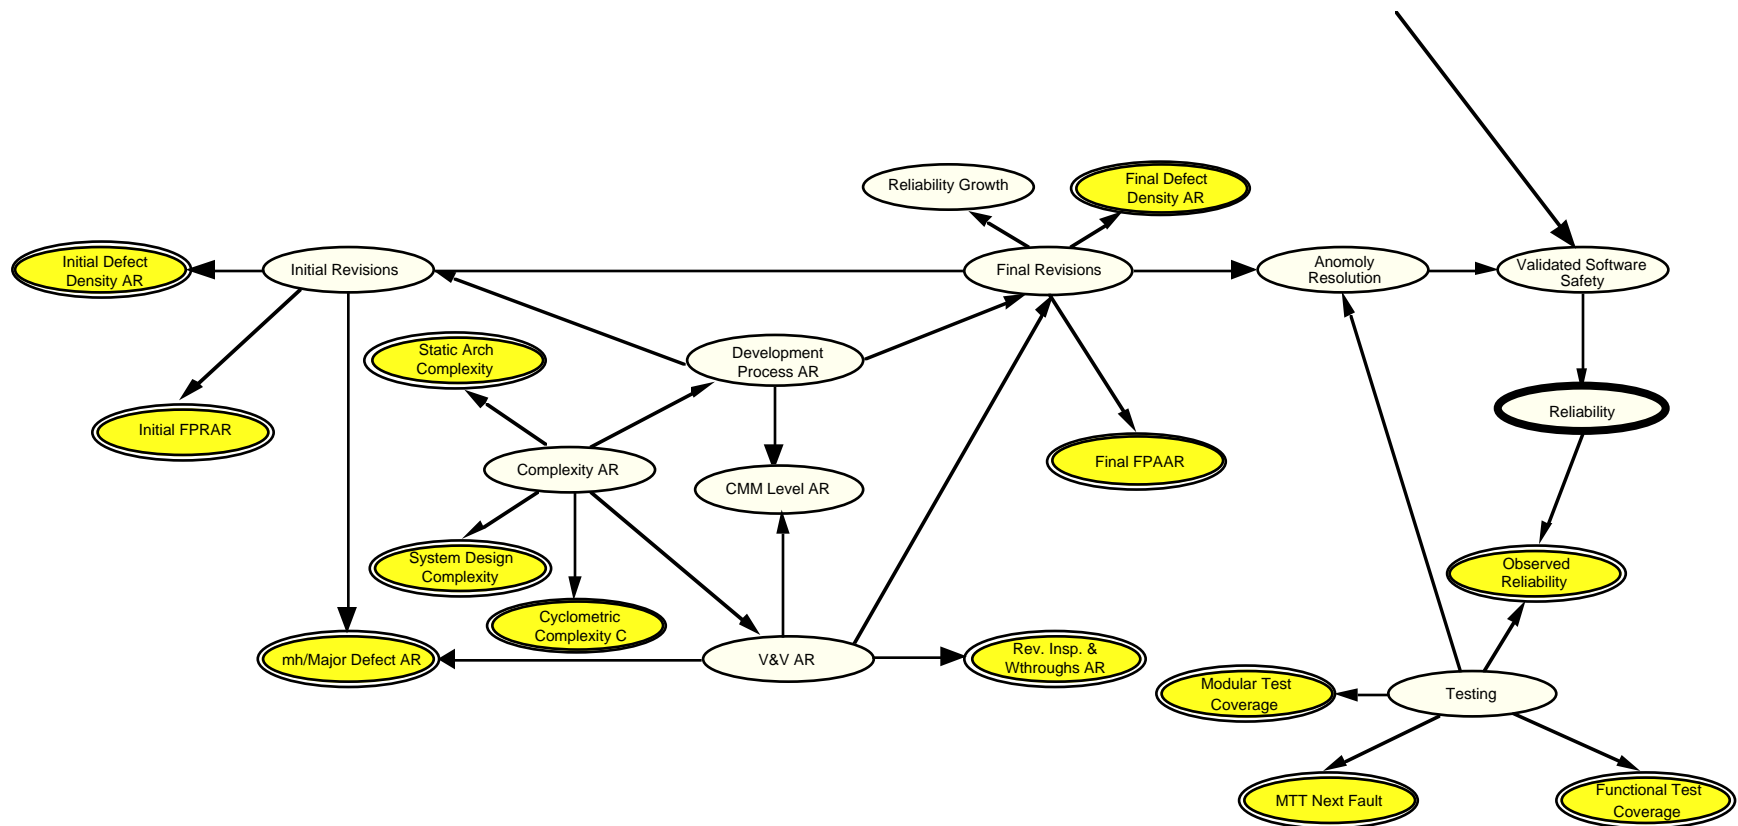 Reliability Growth
Final Defect
Density AR
Initial Defect
Density AR
Initial Revisions
Final Revisions
Anomoly
Resolution
Validated Software
Safety
Static Arch
Complexity
Development
Process AR
Initial FPRAR
Reliability
Complexity AR
CMM Level AR
Final FPAAR
System Design
Complexity
Observed
Reliability
Cyclometric
Complexity C
mh/Major Defect AR
V&V AR
Rev. Insp. &
Wthroughs AR
Modular Test
Coverage
Testing
MTT Next Fault
Functional Test
Coverage